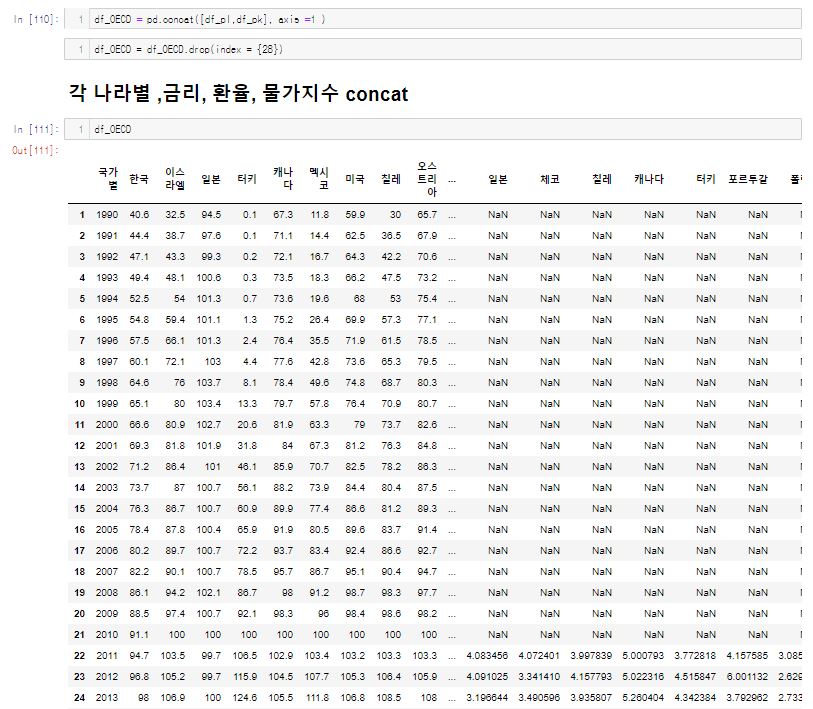 In [110]: 1 df_OECD = pd.concat([df_pl,df_pk], axis =1 )
1 df_OECD = df_OECD.drop(index = {28})
각 나라별 ,금리, 환율, 물가지수 concat
In [111]: 1 df_OECD
Out[111]:
국가별 한국 이스라엘 일본 터키 캐나다 멕시코 미국 칠레 오스트리아 ... 일본 체코 칠레 캐나다 터키 포르투갈
1 1990 40.6 32.5 94.5 0.1 67.3 11.8 59.9 30 65.7 ... NaN NaN NaN NaN NaN NaN
2 1991 44.4 38.7 97.6 0.1 71.1 14.4 62.5 36.5 67.9 ... NaN NaN NaN NaN NaN NaN
3 1992 47.1 43.3 99.3 0.2 72.1 16.7 64.3 42.2 70.6 ... NaN NaN NaN NaN NaN NaN
4 1993 49.4 48.1 100.6 0.3 73.5 18.3 66.2 47.5 73.2 ... NaN NaN NaN NaN NaN NaN
5 1994 52.5 54 101.3 0.7 73.6 19.6 68 53 75.4 ... NaN NaN NaN NaN NaN NaN
6 1995 54.8 59.4 101.1 1.3 75.2 26.4 69.9 57.3 77.1 ... NaN NaN NaN NaN NaN NaN
7 1996 57.5 66.1 101.3 2.4 76.4 35.5 71.9 61.5 78.5 ... NaN NaN NaN NaN NaN NaN
8 1997 60.1 72.1 103 4.4 77.6 42.8 73.6 65.3 79.5 ... NaN NaN NaN NaN NaN NaN
9 1998 64.6 76 103.7 8.1 78.4 49.6 74.8 68.7 80.3 ... NaN NaN NaN NaN NaN NaN
10 1999 65.1 80 103.4 13.3 79.7 57.8 76.4 70.9 80.7 ... NaN NaN NaN NaN NaN NaN
11 2000 66.6 80.9 102.7 20.6 81.9 63.3 79 73.7 82.6 ... NaN NaN NaN NaN NaN NaN
12 2001 69.3 81.8 101.9 31.8 84 67.3 81.2 76.3 84.8 ... NaN NaN NaN NaN NaN NaN
13 2002 71.2 86.4 101 46.1 85.9 70.7 82.5 78.2 86.3 ... NaN NaN NaN NaN NaN NaN
14 2003 73.7 87 100.7 56.1 88.2 73.9 84.4 80.4 87.5 ... NaN NaN NaN NaN NaN NaN
15 2004 76.3 86.7 100.7 60.9 89.9 77.4 86.6 81.2 89.3 ... NaN NaN NaN NaN NaN NaN
16 2005 78.4 87.8 100.4 65.9 91.9 80.5 89.6 83.7 91.4 ... NaN NaN NaN NaN NaN NaN
17 2006 80.2 89.7 100.7 72.2 93.7 83.4 92.4 86.6 92.7 ... NaN NaN NaN NaN NaN NaN
18 2007 82.2 90.1 100.7 78.5 95.7 86.7 95.1 90.4 94.7 ... NaN NaN NaN NaN NaN NaN
19 2008 86.1 94.2 102.1 86.7 98 91.2 98.7 98.3 97.7 ... NaN NaN NaN NaN NaN NaN
20 2009 88.5 97.4 100.7 92.1 98.3 96 98.4 98.6 98.2 ... NaN NaN NaN NaN NaN NaN
21 2010 91.1 100 100 100 100 100 100 100 100 ... NaN NaN NaN NaN NaN NaN
22 2011 94.7 103.5 99.7 106.5 102.9 103.4 103.2 103.3 103.3 ... 4.083456 4.072401 3.997839 5.000793 3.772818 4.157585 3.085
23 2012 96.8 105.2 99.7 115.9 104.5 107.7 105.3 106.4 105.9 ... 4.091025 3.341410 4.157793 5.022316 4.515847 6.001132 2.629
24 2013 98 106.9 100 124.6 105.5 111.8 106.8 108.5 108 ... 3.196644 3.490596 3.935807 5.260404 4.342384 3.792962 2.733